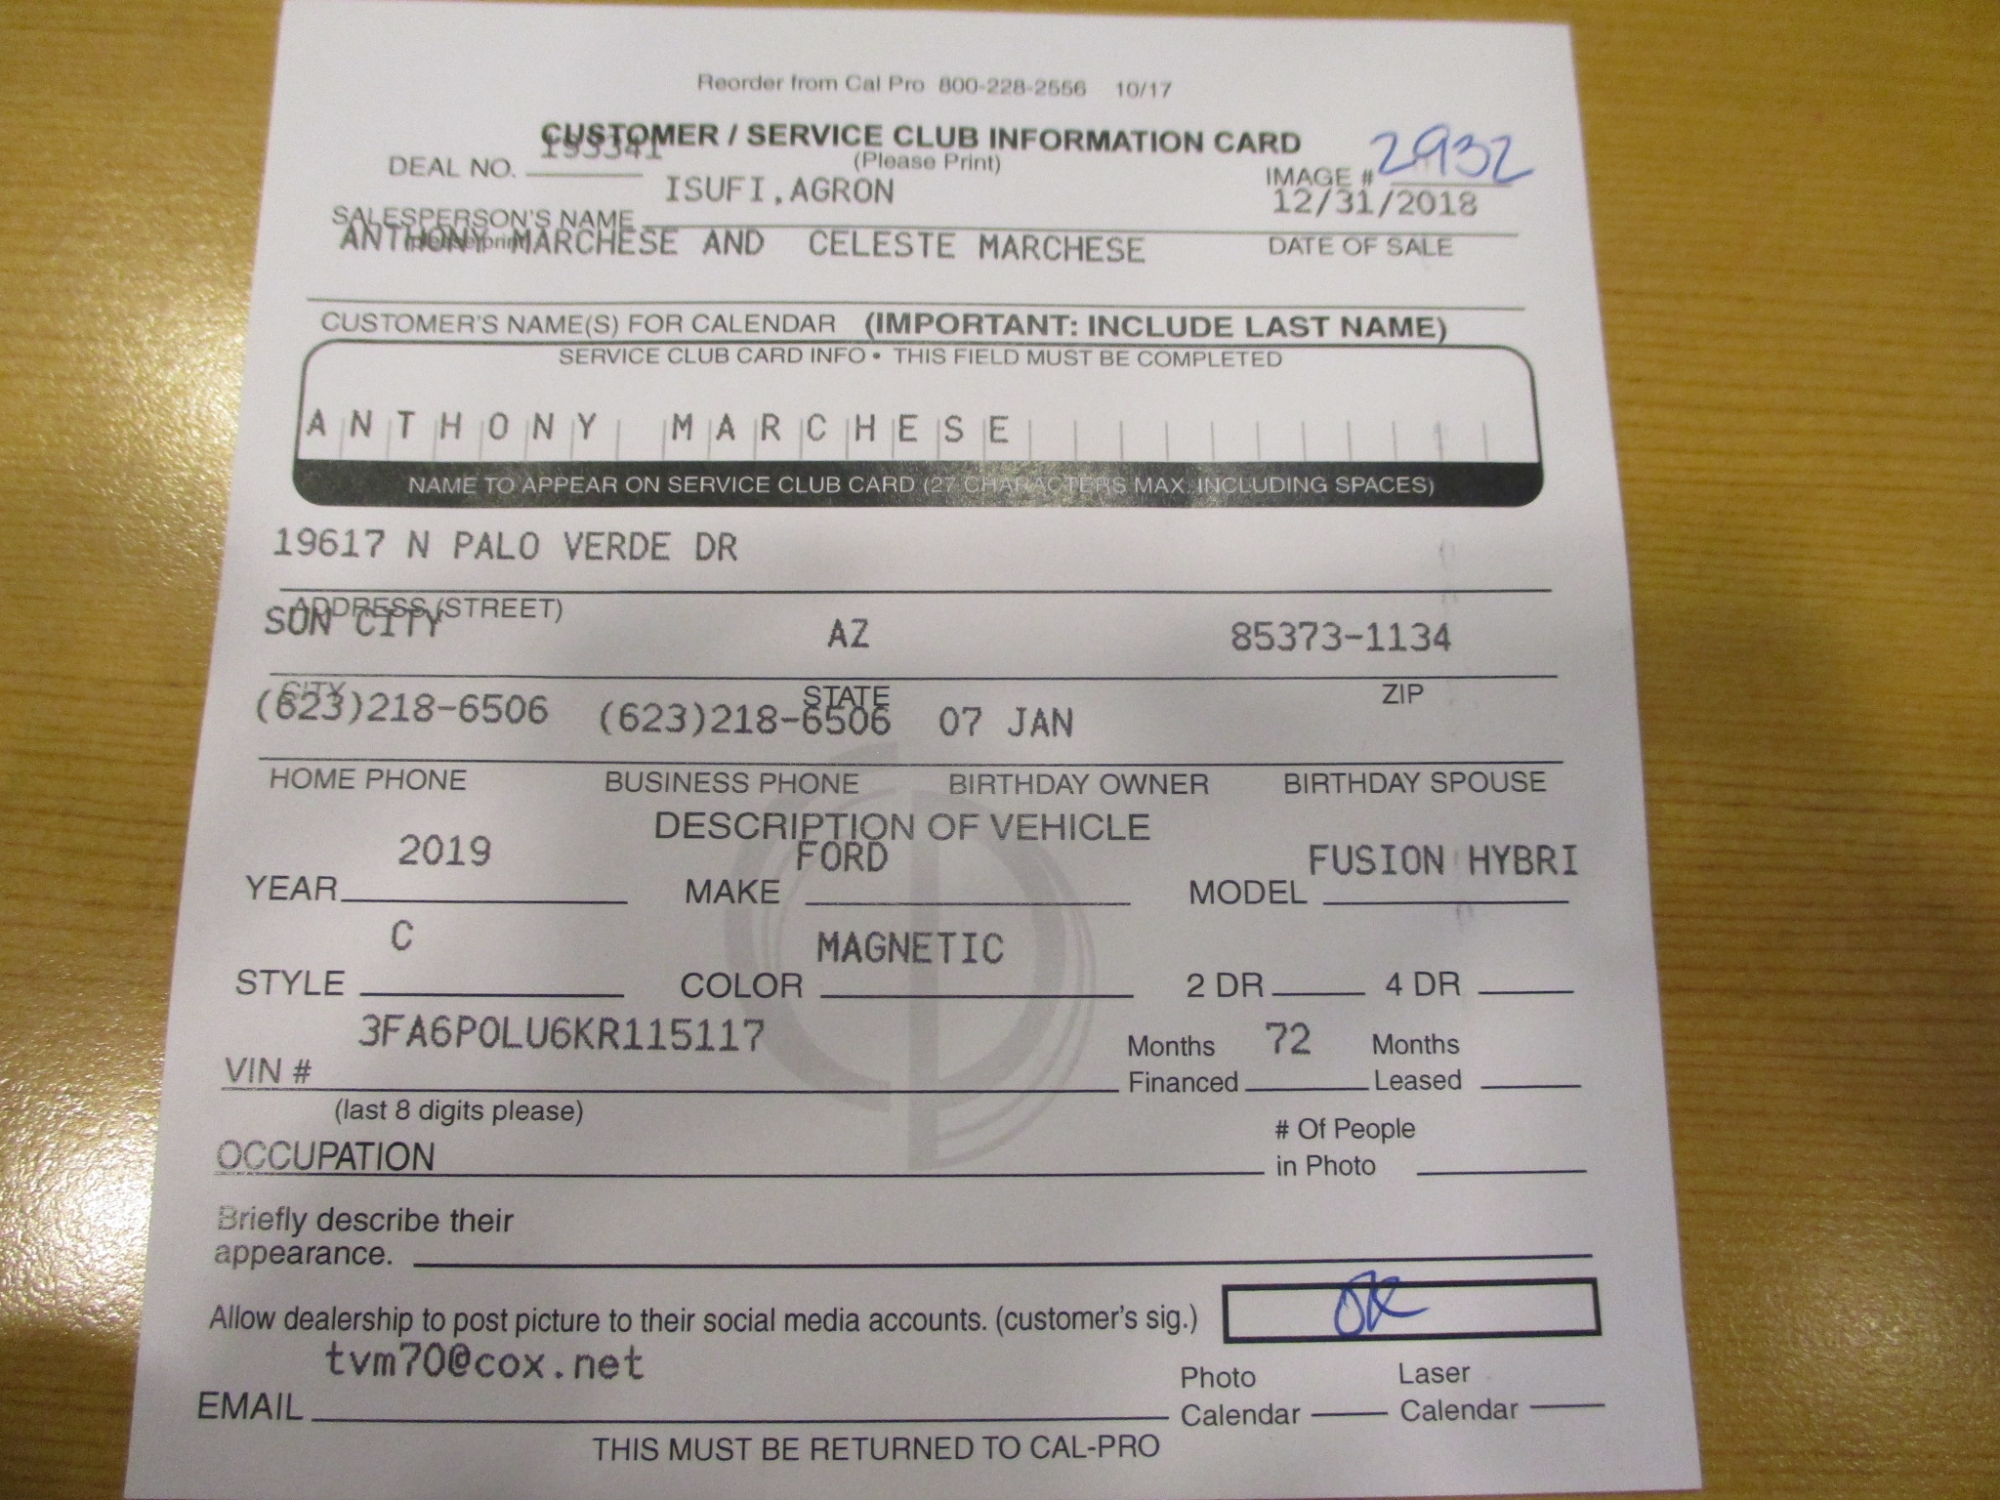 Reorder from Cal Pro 800-228-2556 10/17
CUSTOMER / SERVICE CLUB INFORMATION CARD
(Please Print)
DEAL NO. 193341
IMAGE # 2932
ISUFI,AGRON 12/31/2018
SALESPERSON'S NAME
(please print)
DATE OF SALE
ANTHONY MARCHESE AND CELESTE MARCHESE
CUSTOMER'S NAME(S) FOR CALENDAR (IMPORTANT: INCLUDE LAST NAME)
SERVICE CLUB CARD INFO • THIS FIELD MUST BE COMPLETED
ANTHONY MARCHESE
NAME TO APPEAR ON SERVICE CLUB CARD (27 CHARACTERS MAX. INCLUDING SPACES)
19617 N PALO VERDE DR
ADDRESS (STREET)
SUN CITY AZ 85373-1134
CITY STATE ZIP
(623)218-6506 (623)218-6506 07 JAN
HOME PHONE BUSINESS PHONE BIRTHDAY OWNER BIRTHDAY SPOUSE
DESCRIPTION OF VEHICLE
2019 FORD FUSION HYBRI
YEAR MAKE MODEL
C MAGNETIC
STYLE COLOR 2 DR 4 DR
3FA6P0LU6KR115117
VIN #
(last 8 digits please)
Months Financed 72 Months Leased
OCCUPATION # Of People in Photo
Briefly describe their
appearance.
Allow dealership to post picture to their social media accounts. (customer's sig.) OK
tvm70@cox.net
EMAIL Photo Calendar Laser Calendar
THIS MUST BE RETURNED TO CAL-PRO